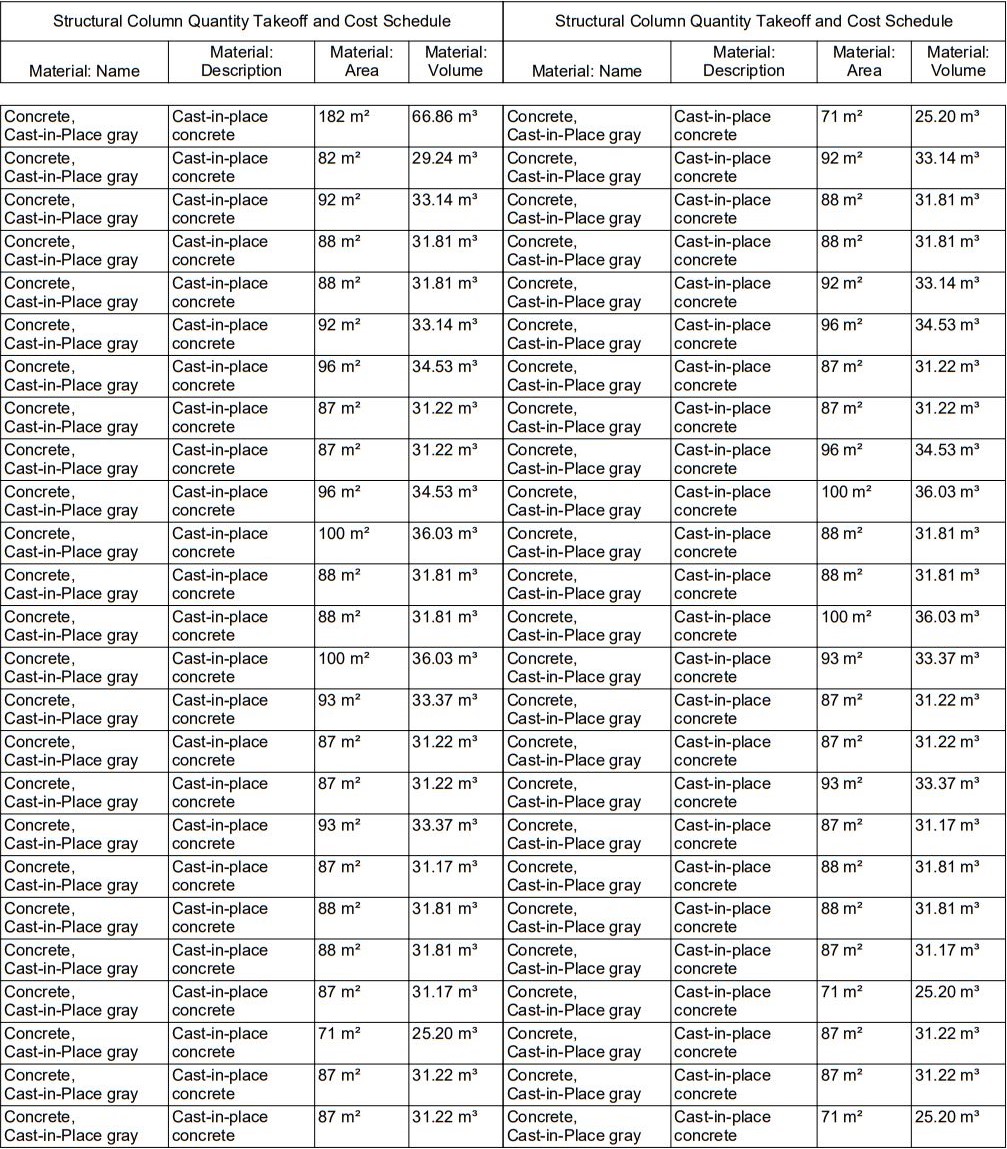 Structural Column Quantity Takeoff and Cost Schedule
Material: Material: Material:
Material: Name Description Area Volume
Concrete, Cast-in-place 182 m² 66.86 m³
Cast-in-Place gray concrete
Concrete, Cast-in-place 82 m² 29.24 m³
Cast-in-Place gray concrete
Concrete, Cast-in-place 92 m² 33.14 m³
Cast-in-Place gray concrete
Concrete, Cast-in-place 88 m² 31.81 m³
Cast-in-Place gray concrete
Concrete, Cast-in-place 88 m² 31.81 m³
Cast-in-Place gray concrete
Concrete, Cast-in-place 92 m² 33.14 m³
Cast-in-Place gray concrete
Concrete, Cast-in-place 96 m² 34.53 m³
Cast-in-Place gray concrete
Concrete, Cast-in-place 87 m² 31.22 m³
Cast-in-Place gray concrete
Concrete, Cast-in-place 87 m² 31.22 m³
Cast-in-Place gray concrete
Concrete, Cast-in-place 96 m² 34.53 m³
Cast-in-Place gray concrete
Concrete, Cast-in-place 100 m² 36.03 m³
Cast-in-Place gray concrete
Concrete, Cast-in-place 88 m² 31.81 m³
Cast-in-Place gray concrete
Concrete, Cast-in-place 88 m² 31.81 m³
Cast-in-Place gray concrete
Concrete, Cast-in-place 100 m² 36.03 m³
Cast-in-Place gray concrete
Concrete, Cast-in-place 93 m² 33.37 m³
Cast-in-Place gray concrete
Concrete, Cast-in-place 87 m² 31.22 m³
Cast-in-Place gray concrete
Concrete, Cast-in-place 87 m² 31.22 m³
Cast-in-Place gray concrete
Concrete, Cast-in-place 93 m² 33.37 m³
Cast-in-Place gray concrete
Concrete, Cast-in-place 87 m² 31.17 m³
Cast-in-Place gray concrete
Concrete, Cast-in-place 88 m² 31.81 m³
Cast-in-Place gray concrete
Concrete, Cast-in-place 88 m² 31.81 m³
Cast-in-Place gray concrete
Concrete, Cast-in-place 87 m² 31.17 m³
Cast-in-Place gray concrete
Concrete, Cast-in-place 71 m² 25.20 m³
Cast-in-Place gray concrete
Concrete, Cast-in-place 87 m² 31.22 m³
Cast-in-Place gray concrete
Concrete, Cast-in-place 87 m² 31.22 m³
Cast-in-Place gray concrete
Structural Column Quantity Takeoff and Cost Schedule
Material: Material: Material:
Material: Name Description Area Volume
Concrete, Cast-in-place 71 m² 25.20 m³
Cast-in-Place gray concrete
Concrete, Cast-in-place 92 m² 33.14 m³
Cast-in-Place gray concrete
Concrete, Cast-in-place 88 m² 31.81 m³
Cast-in-Place gray concrete
Concrete, Cast-in-place 88 m² 31.81 m³
Cast-in-Place gray concrete
Concrete, Cast-in-place 92 m² 33.14 m³
Cast-in-Place gray concrete
Concrete, Cast-in-place 96 m² 34.53 m³
Cast-in-Place gray concrete
Concrete, Cast-in-place 87 m² 31.22 m³
Cast-in-Place gray concrete
Concrete, Cast-in-place 87 m² 31.22 m³
Cast-in-Place gray concrete
Concrete, Cast-in-place 96 m² 34.53 m³
Cast-in-Place gray concrete
Concrete, Cast-in-place 100 m² 36.03 m³
Cast-in-Place gray concrete
Concrete, Cast-in-place 88 m² 31.81 m³
Cast-in-Place gray concrete
Concrete, Cast-in-place 88 m² 31.81 m³
Cast-in-Place gray concrete
Concrete, Cast-in-place 100 m² 36.03 m³
Cast-in-Place gray concrete
Concrete, Cast-in-place 93 m² 33.37 m³
Cast-in-Place gray concrete
Concrete, Cast-in-place 87 m² 31.22 m³
Cast-in-Place gray concrete
Concrete, Cast-in-place 87 m² 31.22 m³
Cast-in-Place gray concrete
Concrete, Cast-in-place 93 m² 33.37 m³
Cast-in-Place gray concrete
Concrete, Cast-in-place 87 m² 31.17 m³
Cast-in-Place gray concrete
Concrete, Cast-in-place 88 m² 31.81 m³
Cast-in-Place gray concrete
Concrete, Cast-in-place 88 m² 31.81 m³
Cast-in-Place gray concrete
Concrete, Cast-in-place 87 m² 31.17 m³
Cast-in-Place gray concrete
Concrete, Cast-in-place 71 m² 25.20 m³
Cast-in-Place gray concrete
Concrete, Cast-in-place 87 m² 31.22 m³
Cast-in-Place gray concrete
Concrete, Cast-in-place 87 m² 31.22 m³
Cast-in-Place gray concrete
Concrete, Cast-in-place 71 m² 25.20 m³
Cast-in-Place gray concrete